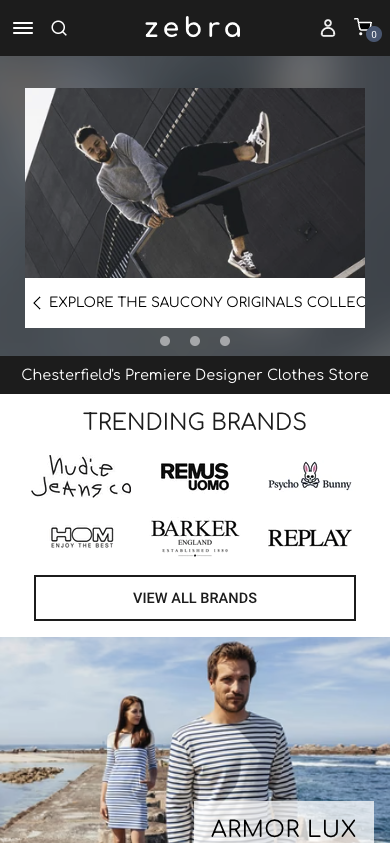 zebra
0
EXPLORE THE SAUCONY ORIGINALS COLLEC
Chesterfield's Premiere Designer Clothes Store
TRENDING BRANDS
Nudie
Jeans co
REMUS
UOMO
Psycho Bunny
HOM
ENJOY THE BEST
BARKER
ENGLAND
ESTABLISHED 1880
REPLAY
VIEW ALL BRANDS
ARMOR LUX